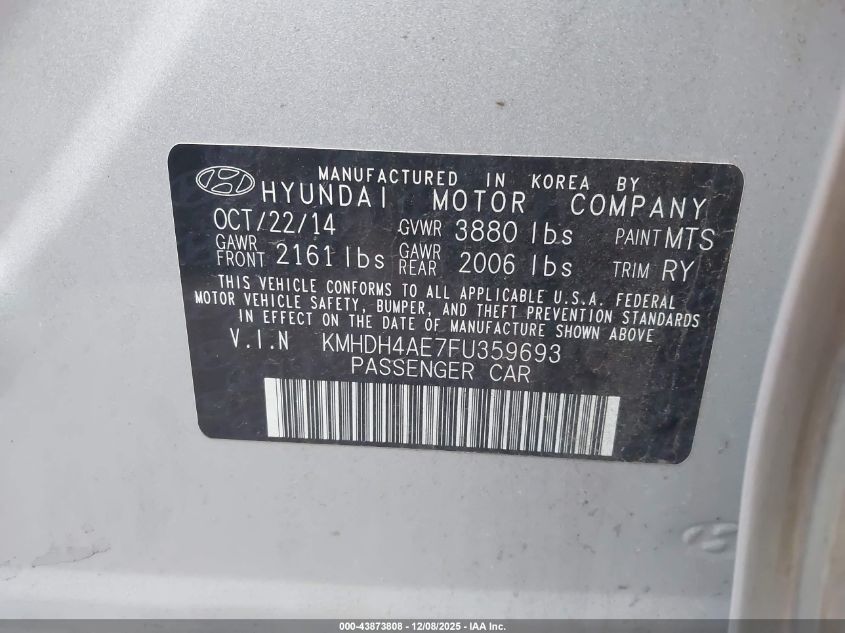 MANUFACTURED IN KOREA BY
HYUNDAI MOTOR COMPANY
OCT/22/14 GVWR 3880 lbs PAINT MTS
GAWR FRONT 2161 lbs GAWR REAR 2006 lbs TRIM RY
THIS VEHICLE CONFORMS TO ALL APPLICABLE U.S.A. FEDERAL
MOTOR VEHICLE SAFETY, BUMPER, AND THEFT PREVENTION STANDARDS
IN EFFECT ON THE DATE OF MANUFACTURE SHOWN ABOVE
V.I.N KMHDH4AE7FU359693
PASSENGER CAR
000-43873808 - 12/08/2025 - IAA Inc.